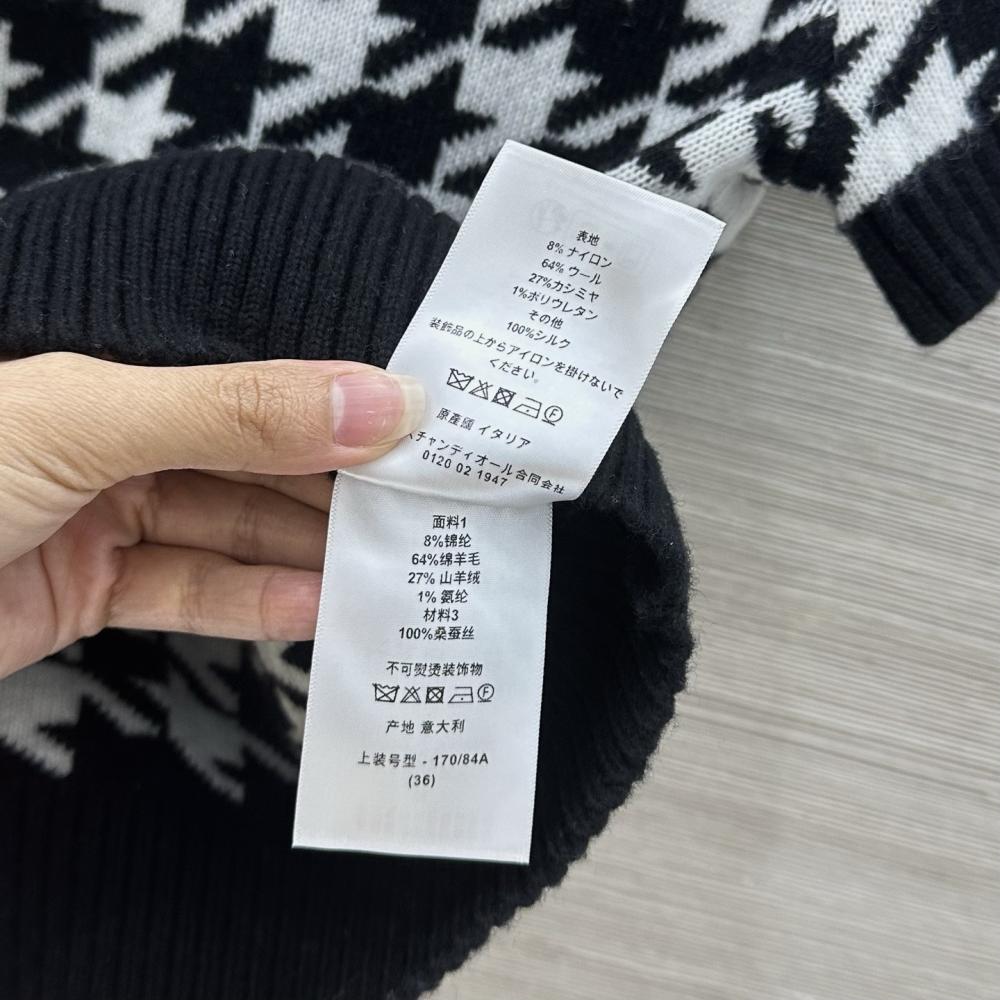 表地
8% ナイロン
64% ウール
27%カシミヤ
1%ポリウレタン
その他
100%シルク
装飾品の上からアイロンを掛けないで
ください。
F
原産國 イタリア
チャンディオール合同会社
0120 02 1947
面料1
8%锦纶
64%绵羊毛
27% 山羊绒
1% 氨纶
材料3
100%桑蚕丝
不可熨烫装饰物
F
产地 意大利
上装号型 - 170/84A
(36)